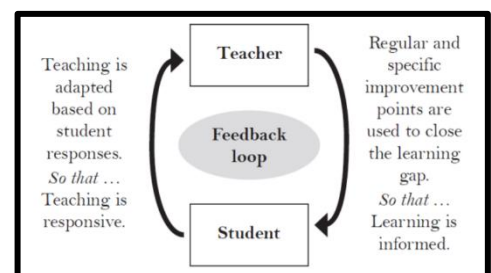 Teacher
Teaching is
adapted
based on
student
responses.
So that …
Teaching is
responsive.
Feedback
loop
Regular and
specific
improvement
points are
used to close
the learning
gap.
So that …
Learning is
informed.
Student